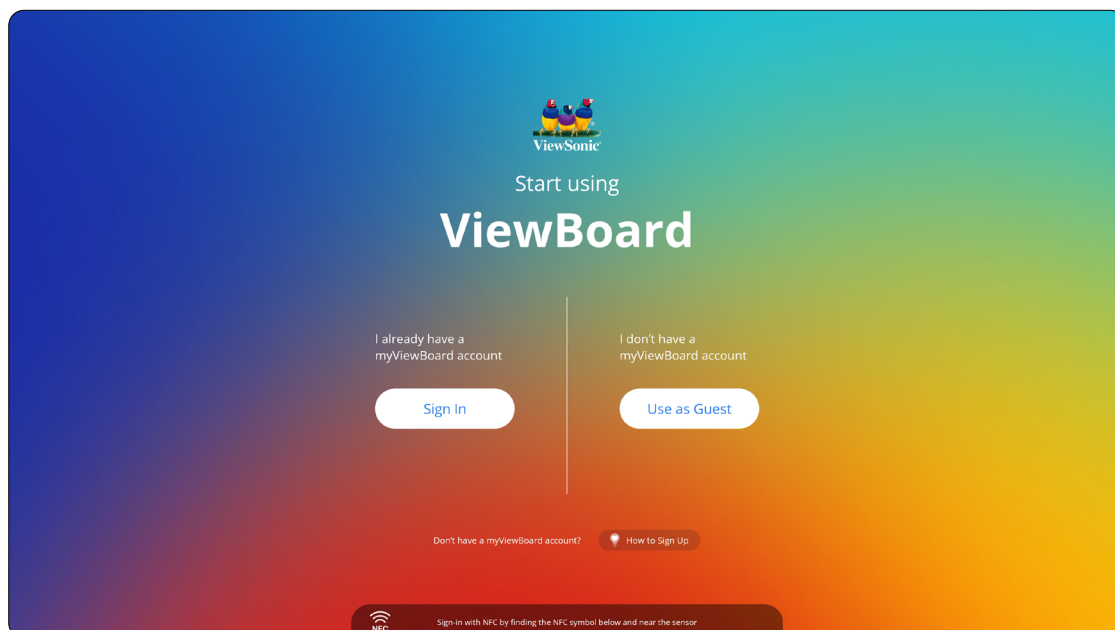 ViewSonic
Start using
ViewBoard
I already have a
myViewBoard account
Sign In
I don't have a
myViewBoard account
Use as Guest
Don't have a myViewBoard account?
How to Sign Up
NFC
Sign-in with NFC by finding the NFC symbol below and near the sensor